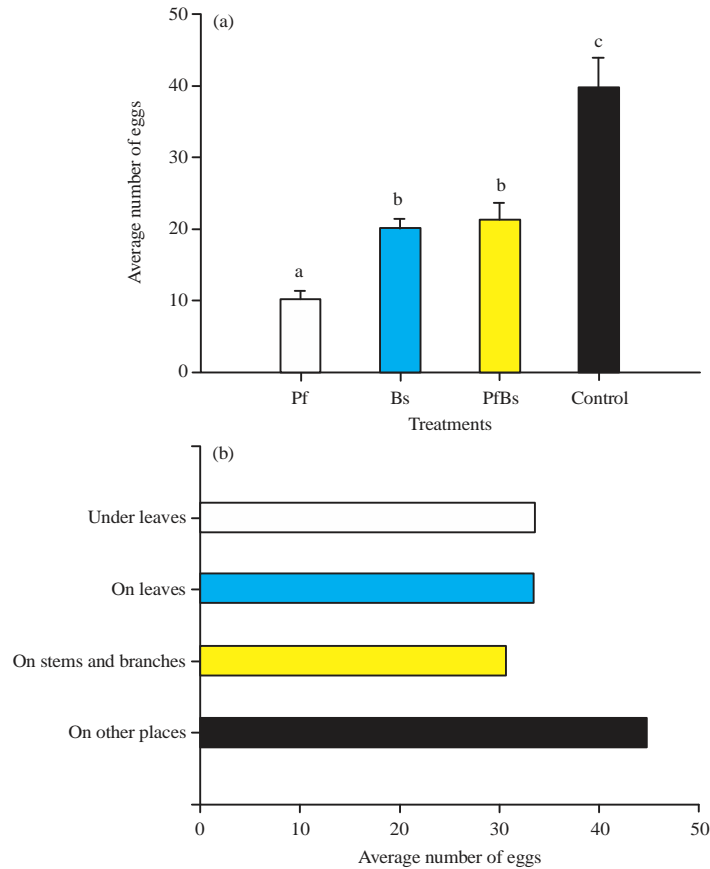 (a)
50
40
30
20
10
0
Average number of eggs
a
b
b
c
Pf Bs PfBs Control
Treatments
(b)
Under leaves
On leaves
On stems and branches
On other places
0 10 20 30 40 50
Average number of eggs